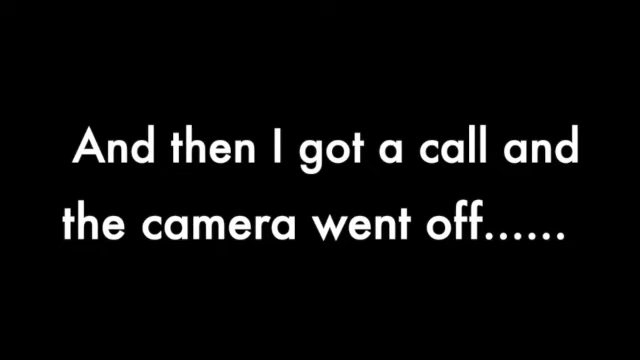 And then I got a call and
the camera went off......